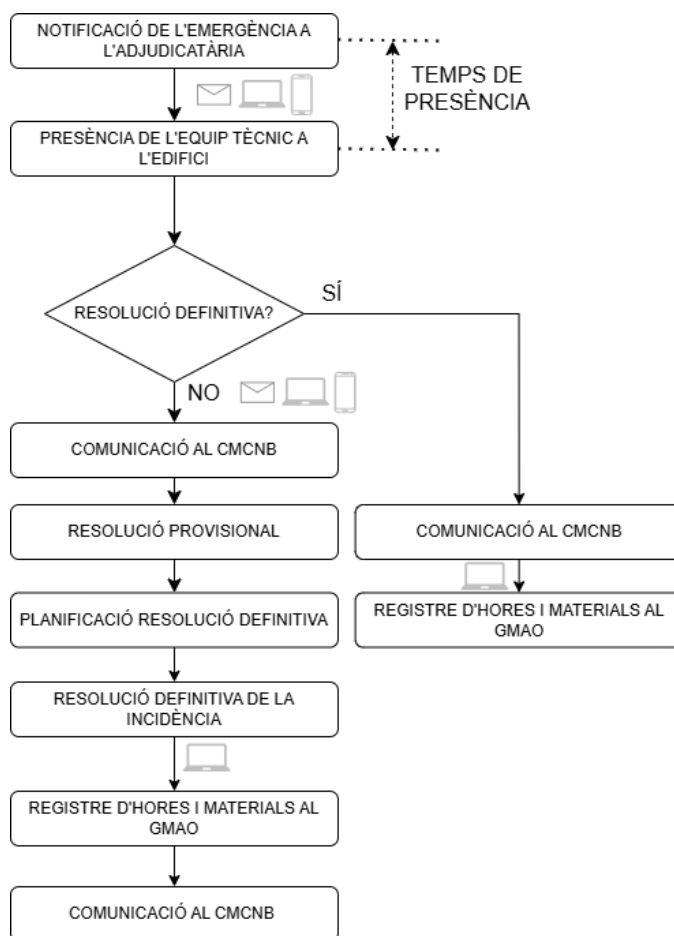 NOTIFICACIÓ DE L'EMERGÈNCIA A
L'ADJUDICATÀRIA
TEMPS DE
PRESÈNCIA
PRESÈNCIA DE L'EQUIP TÈCNIC A
L'EDIFICI
RESOLUCIÓ DEFINITIVA?
SÍ
NO
COMUNICACIÓ AL CMCNB
RESOLUCIÓ PROVISIONAL
PLANIFICACIÓ RESOLUCIÓ DEFINITIVA
RESOLUCIÓ DEFINITIVA DE LA
INCIDÈNCIA
REGISTRE D'HORES I MATERIALS AL
GMAO
COMUNICACIÓ AL CMCNB
COMUNICACIÓ AL CMCNB
REGISTRE D'HORES I MATERIALS AL
GMAO